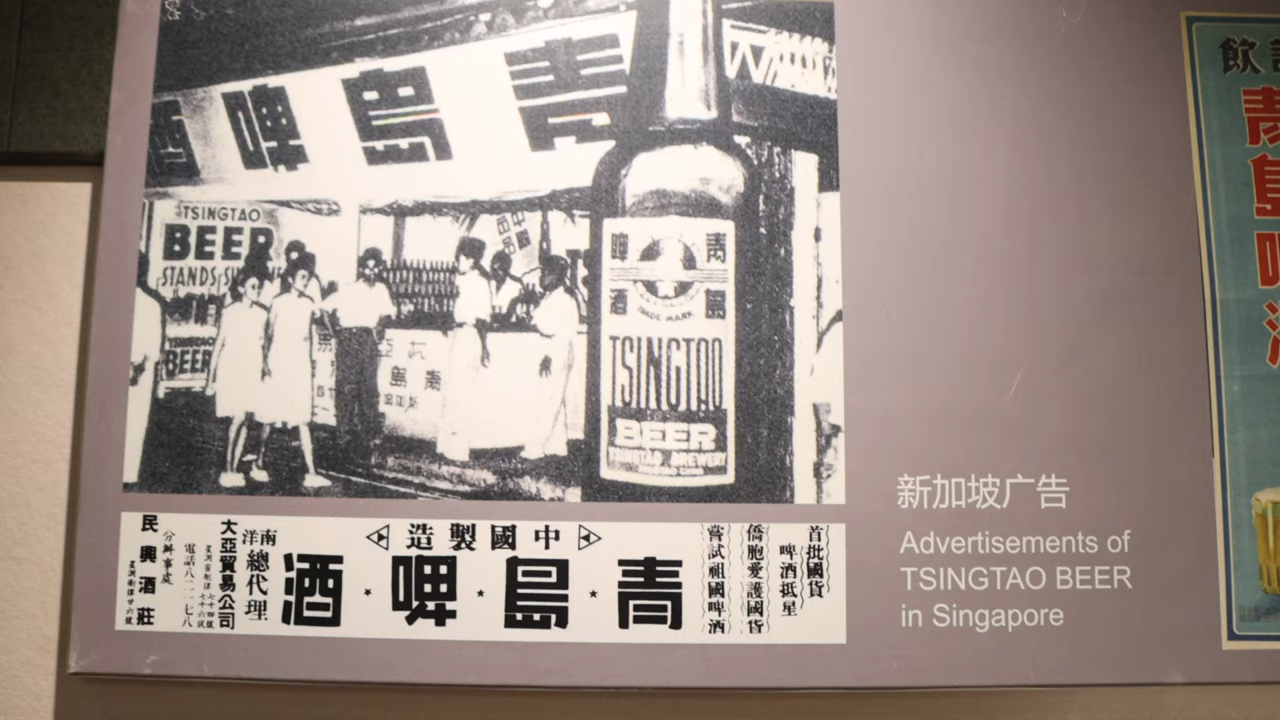 青島啤酒
TSINGTAO
BEER
STANDS
TSINGTAO
BEER
青島
啤酒
TRADE MARK
TSINGTAO
BEER
TSINGTAO BREWERY
首批國貨
啤酒抵星
僑胞愛護國貨
嘗試祖國啤酒
中國製造
青·島·啤·酒
南洋總代理
大亞貿易公司
電話八二一七八
民興酒莊
分辦事處
新加坡广告
Advertisements of
TSINGTAO BEER
in Singapore
飲
青島啤酒